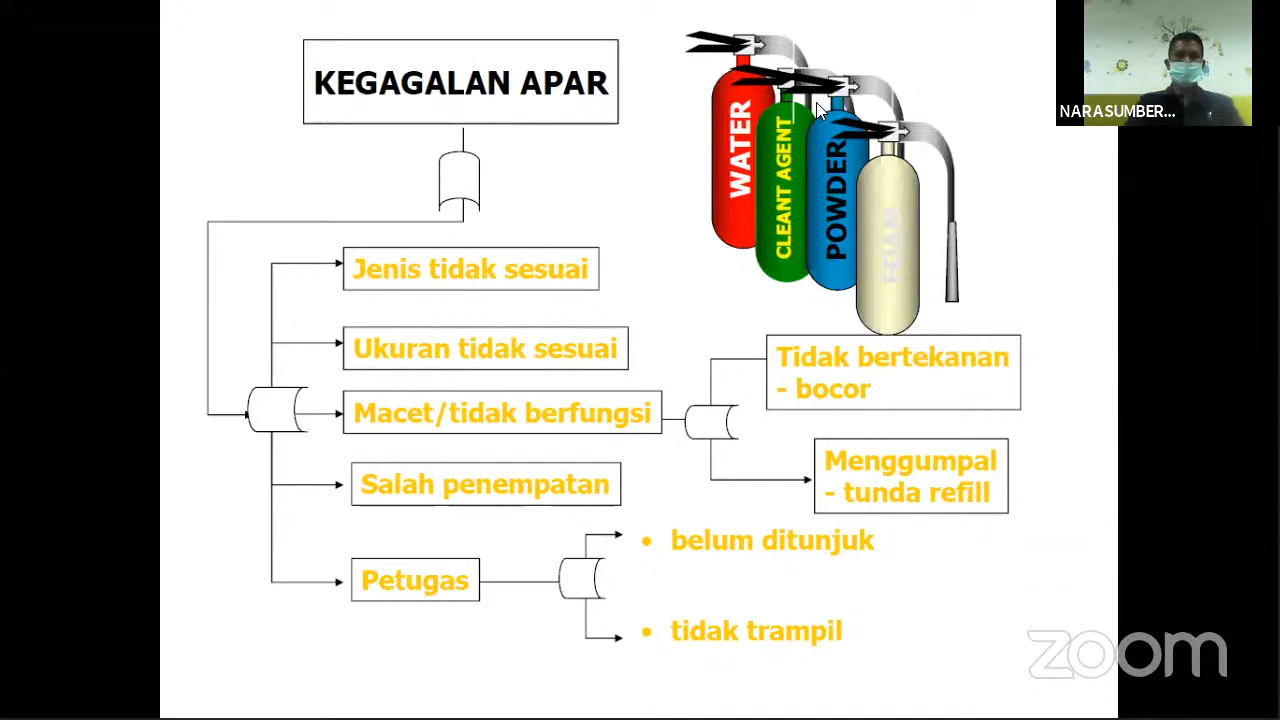 KEGAGALAN APAR
WATER
CLEANT AGENT
POWDER
FOAM
NARASUMBER...
Jenis tidak sesuai
Ukuran tidak sesuai
Macet/tidak berfungsi
Salah penempatan
Petugas
Tidak bertekanan
- bocor
Menggumpal
- tunda refill
• belum ditunjuk
• tidak trampil
zoom